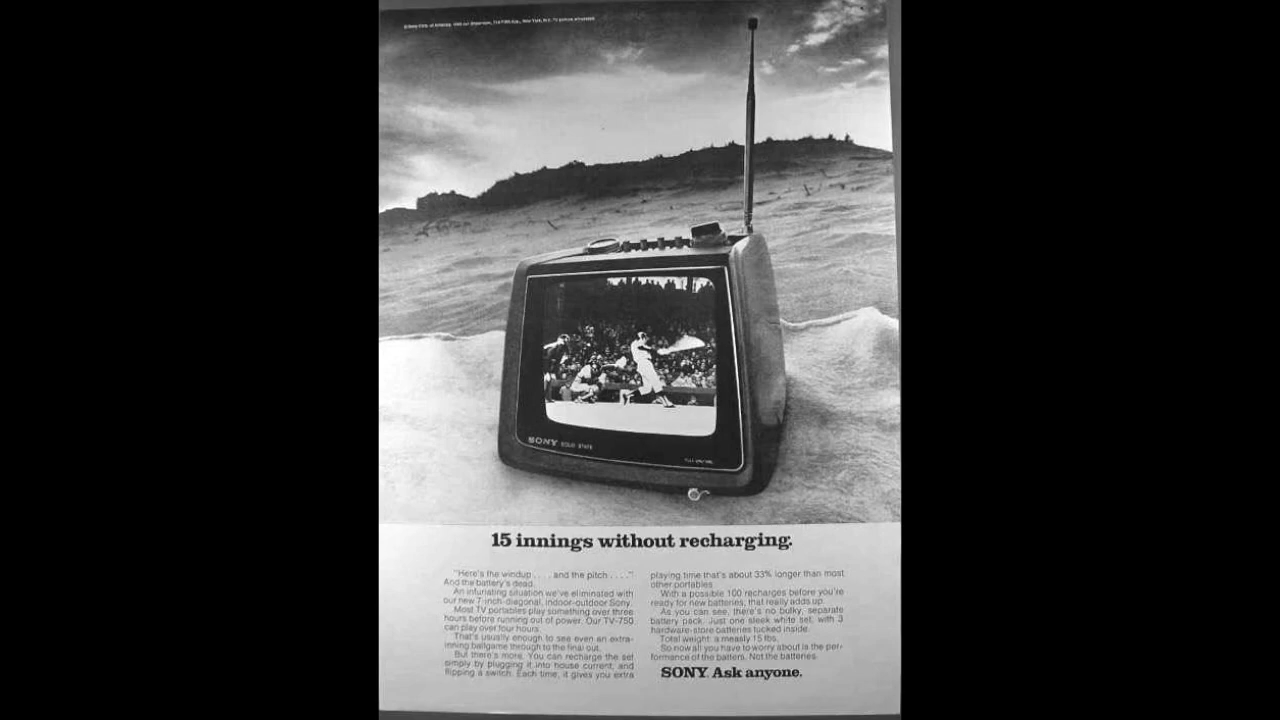 15 innings without recharging.
"Here's the windup . . . . and the pitch . . . ."
And the battery's dead.
An infuriating situation we've eliminated with
our new 7-inch-diagonal, indoor-outdoor Sony.
Most TV portables play something over three
hours before running out of power. Our TV-750
can play over four hours.
That's usually enough to see even an extra-
inning ballgame through to the final out.
But there's more. You can recharge the set
simply by plugging it into house current, and
flipping a switch. Each time, it gives you extra
playing time that's about 33% longer than most
other portables.
With a possible 100 recharges before you're
ready for new batteries, that really adds up.
As you can see, there's no bulky, separate
battery pack. Just one sleek white set, with 3
hardware-store batteries tucked inside.
Total weight: a measly 15 lbs.
So now all you have to worry about is the per-
formance of the batters. Not the batteries.
SONY. Ask anyone.
SONY SOLID STATE